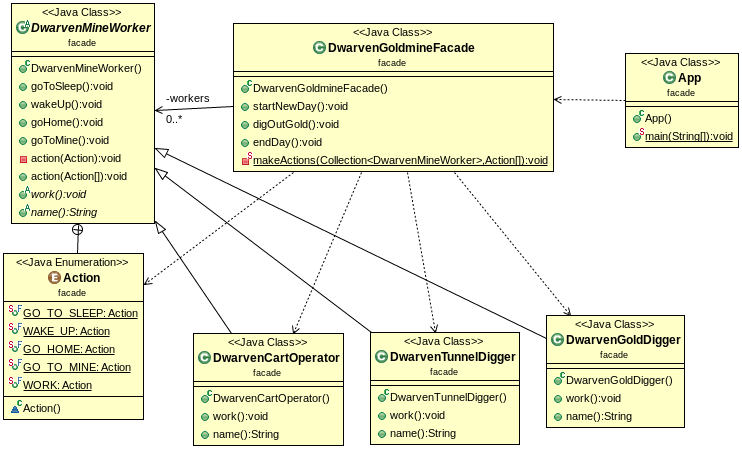 <<Java Class>>
DwarvenMineWorker
facade
DwarvenMineWorker()
goToSleep():void
wakeUp():void
goHome():void
goToMine():void
action(Action):void
action(Action[]):void
work():void
name():String
-workers
0..*
<<Java Class>>
DwarvenGoldmineFacade
facade
DwarvenGoldmineFacade()
startNewDay():void
digOutGold():void
endDay():void
makeActions(Collection<DwarvenMineWorker>,Action[]):void
<<Java Class>>
App
facade
App()
main(String[]):void
<<Java Enumeration>>
Action
facade
GO_TO_SLEEP: Action
WAKE_UP: Action
GO_HOME: Action
GO_TO_MINE: Action
WORK: Action
Action()
<<Java Class>>
DwarvenCartOperator
facade
DwarvenCartOperator()
work():void
name():String
<<Java Class>>
DwarvenTunnelDigger
facade
DwarvenTunnelDigger()
work():void
name():String
<<Java Class>>
DwarvenGoldDigger
facade
DwarvenGoldDigger()
work():void
name():String